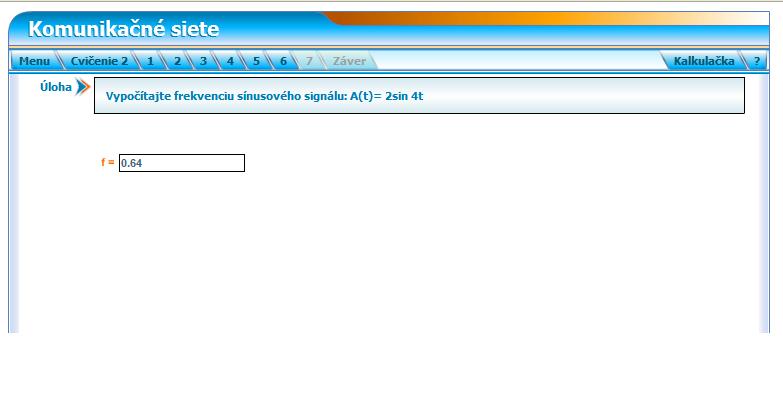 Komunikačné siete
Menu Cvičenie 2 1 2 3 4 5 6 7 Záver Kalkulačka ?
Úloha Vypočítajte frekvenciu sínusového signálu: A(t)= 2sin 4t
f = 0.64